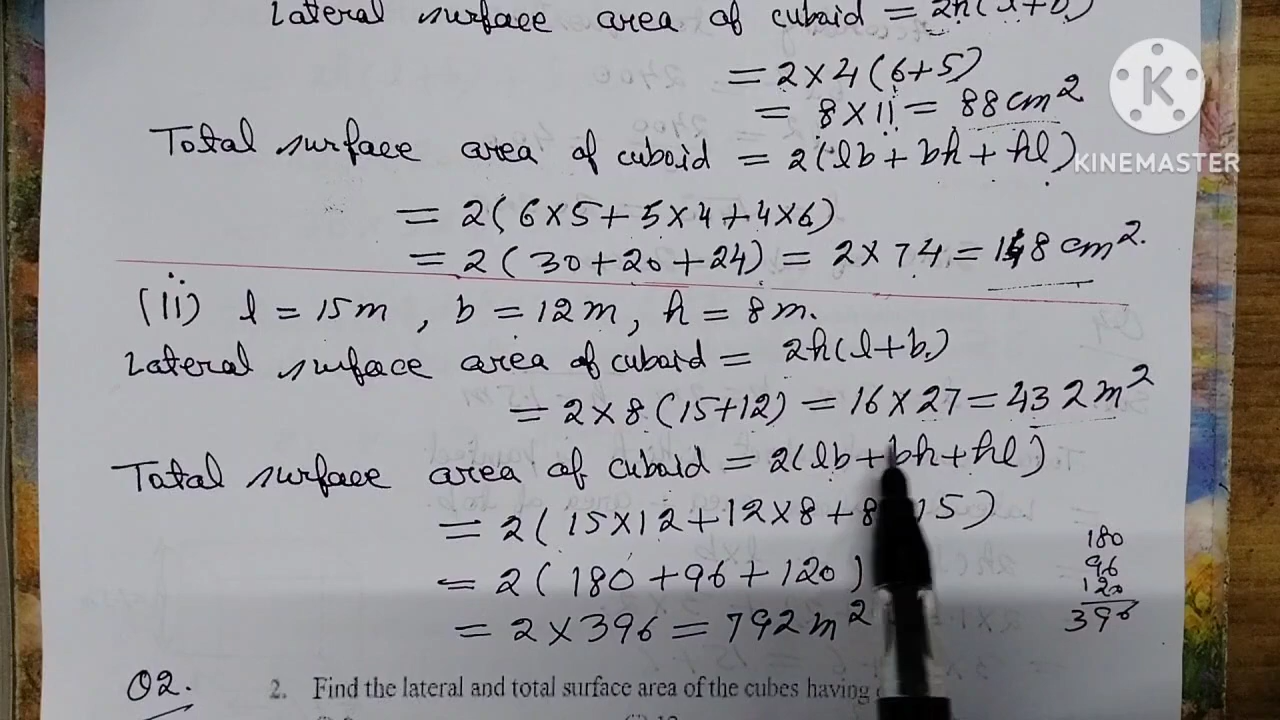 Lateral surface area of cuboid = 2h(l+b)
= 2×4(6+5)
= 8×11 = 88 cm²
K
KINEMASTER
Total surface area of cuboid = 2(lb+bh+hl)
= 2(6×5+5×4+4×6)
= 2(30+20+24) = 2×74 = 148 cm².
(ii) l = 15m, b = 12m, h = 8m.
Lateral surface area of cuboid = 2h(l+b)
= 2×8(15+12) = 16×27 = 432 m²
Total surface area of cuboid = 2(lb+bh+hl)
= 2(15×12+12×8+8 15)
= 2(180+96+120)
= 2×396 = 792 m²
180
96
120
396
Q2.
2. Find the lateral and total surface area of the cubes having